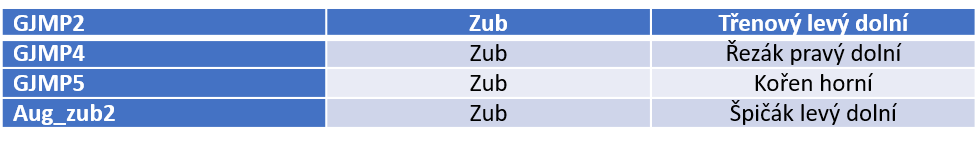 GJMP2 Zub Třenový levý dolní
GJMP4 Zub Řezák pravý dolní
GJMP5 Zub Kořen horní
Aug_zub2 Zub Špičák levý dolní